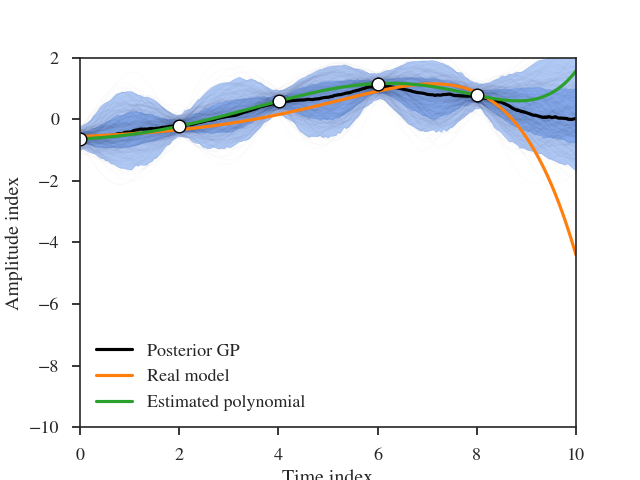 2
0
−2
−4
−6
−8
−10
Amplitude index
Posterior GP
Real model
Estimated polynomial
0 2 4 6 8 10
Time index